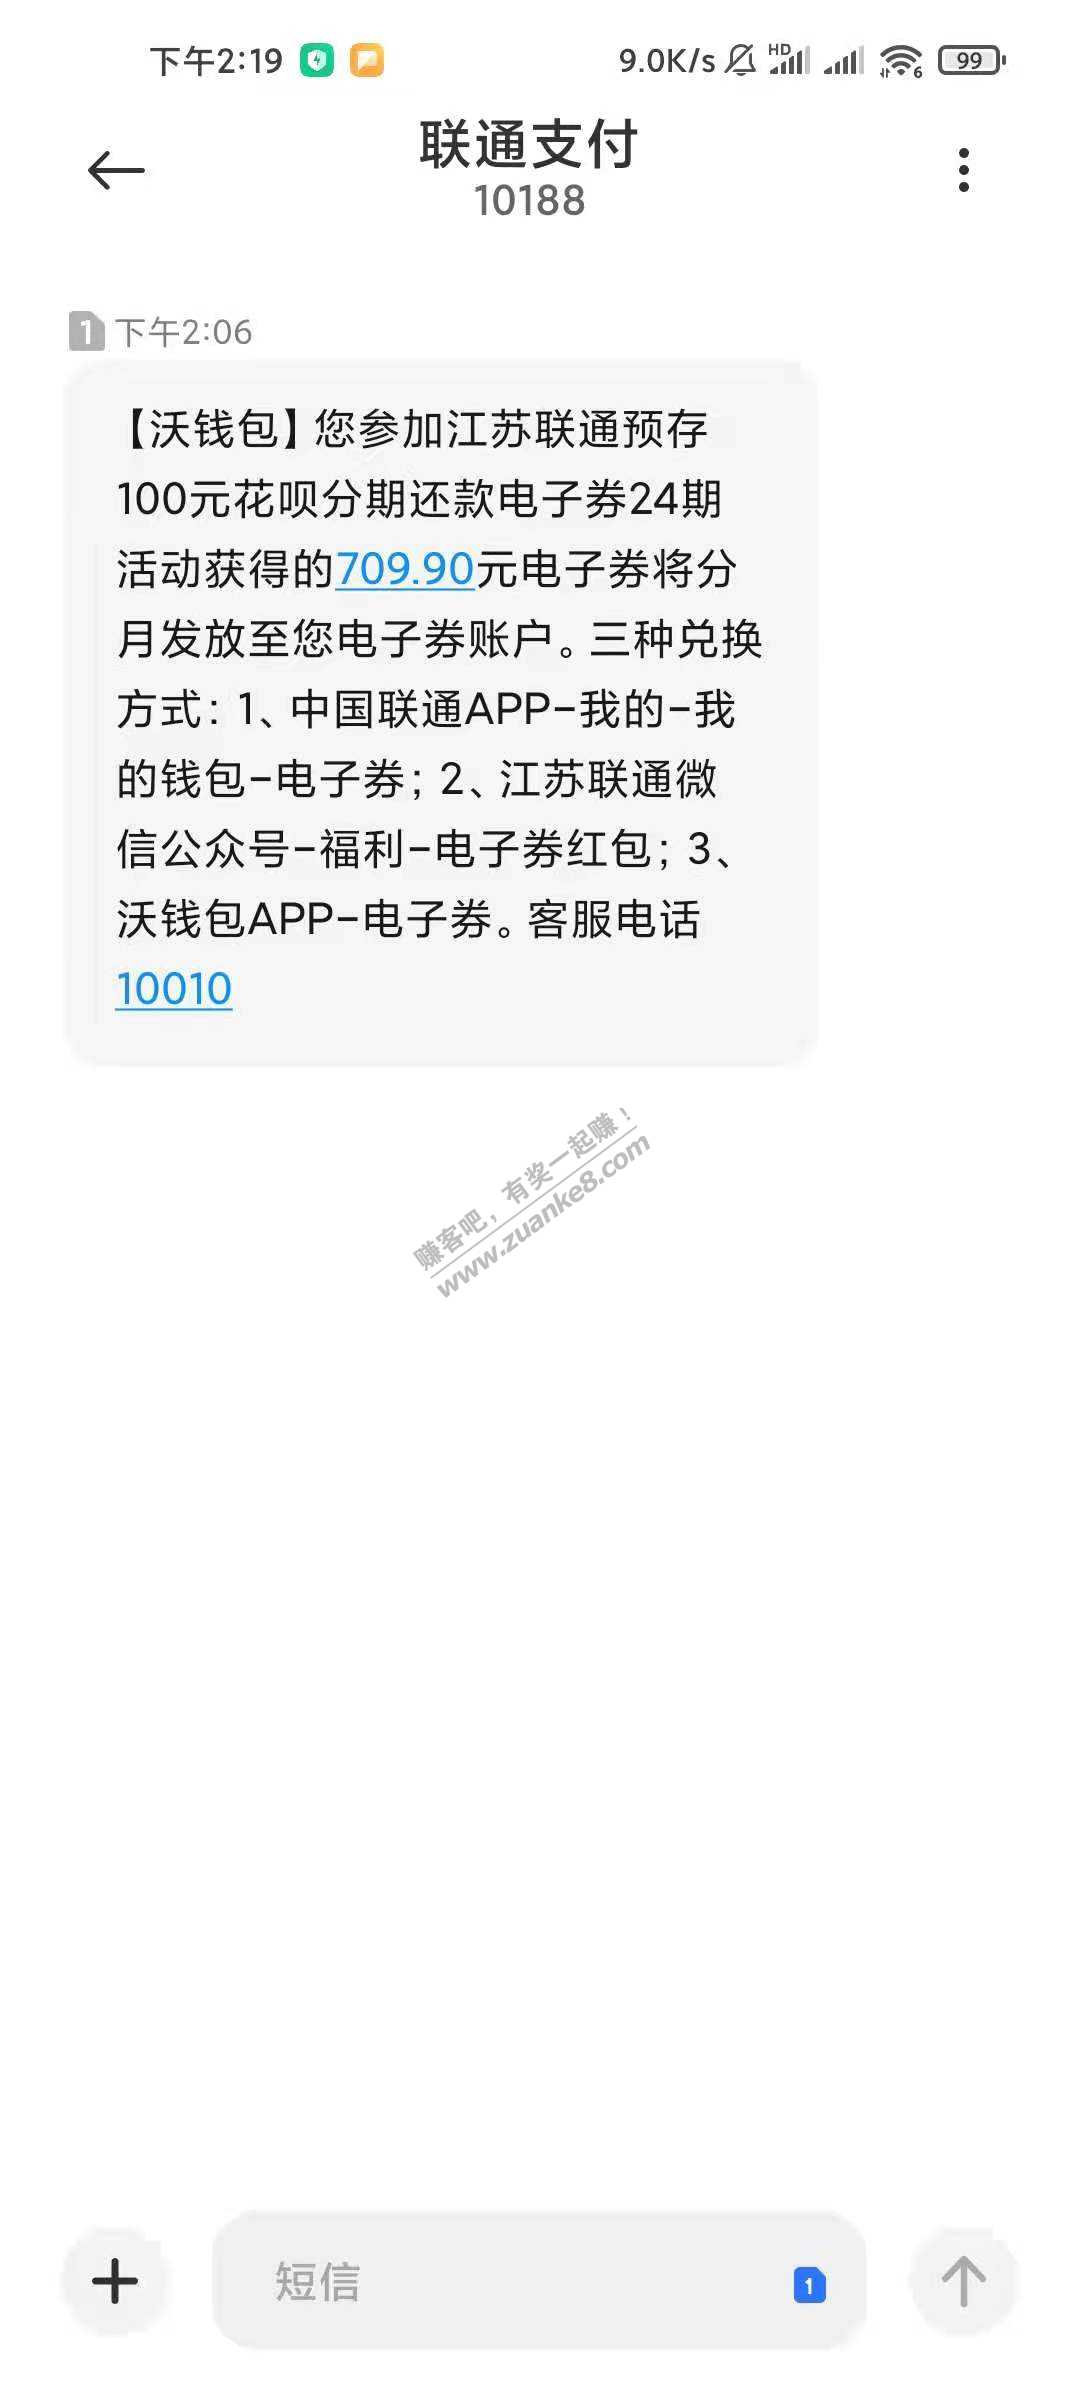 下午2:19
9.0K/s
HD
6
99
联通支付
10188
1 下午2:06
【沃钱包】您参加江苏联通预存
100元花呗分期还款电子券24期
活动获得的709.90元电子券将分
月发放至您电子券账户。三种兑换
方式：1、中国联通APP-我的-我
的钱包-电子券；2、江苏联通微
信公众号-福利-电子券红包；3、
沃钱包APP-电子券。客服电话
10010
赚客吧，有奖一起赚！
www.zuanke8.com
短信
1